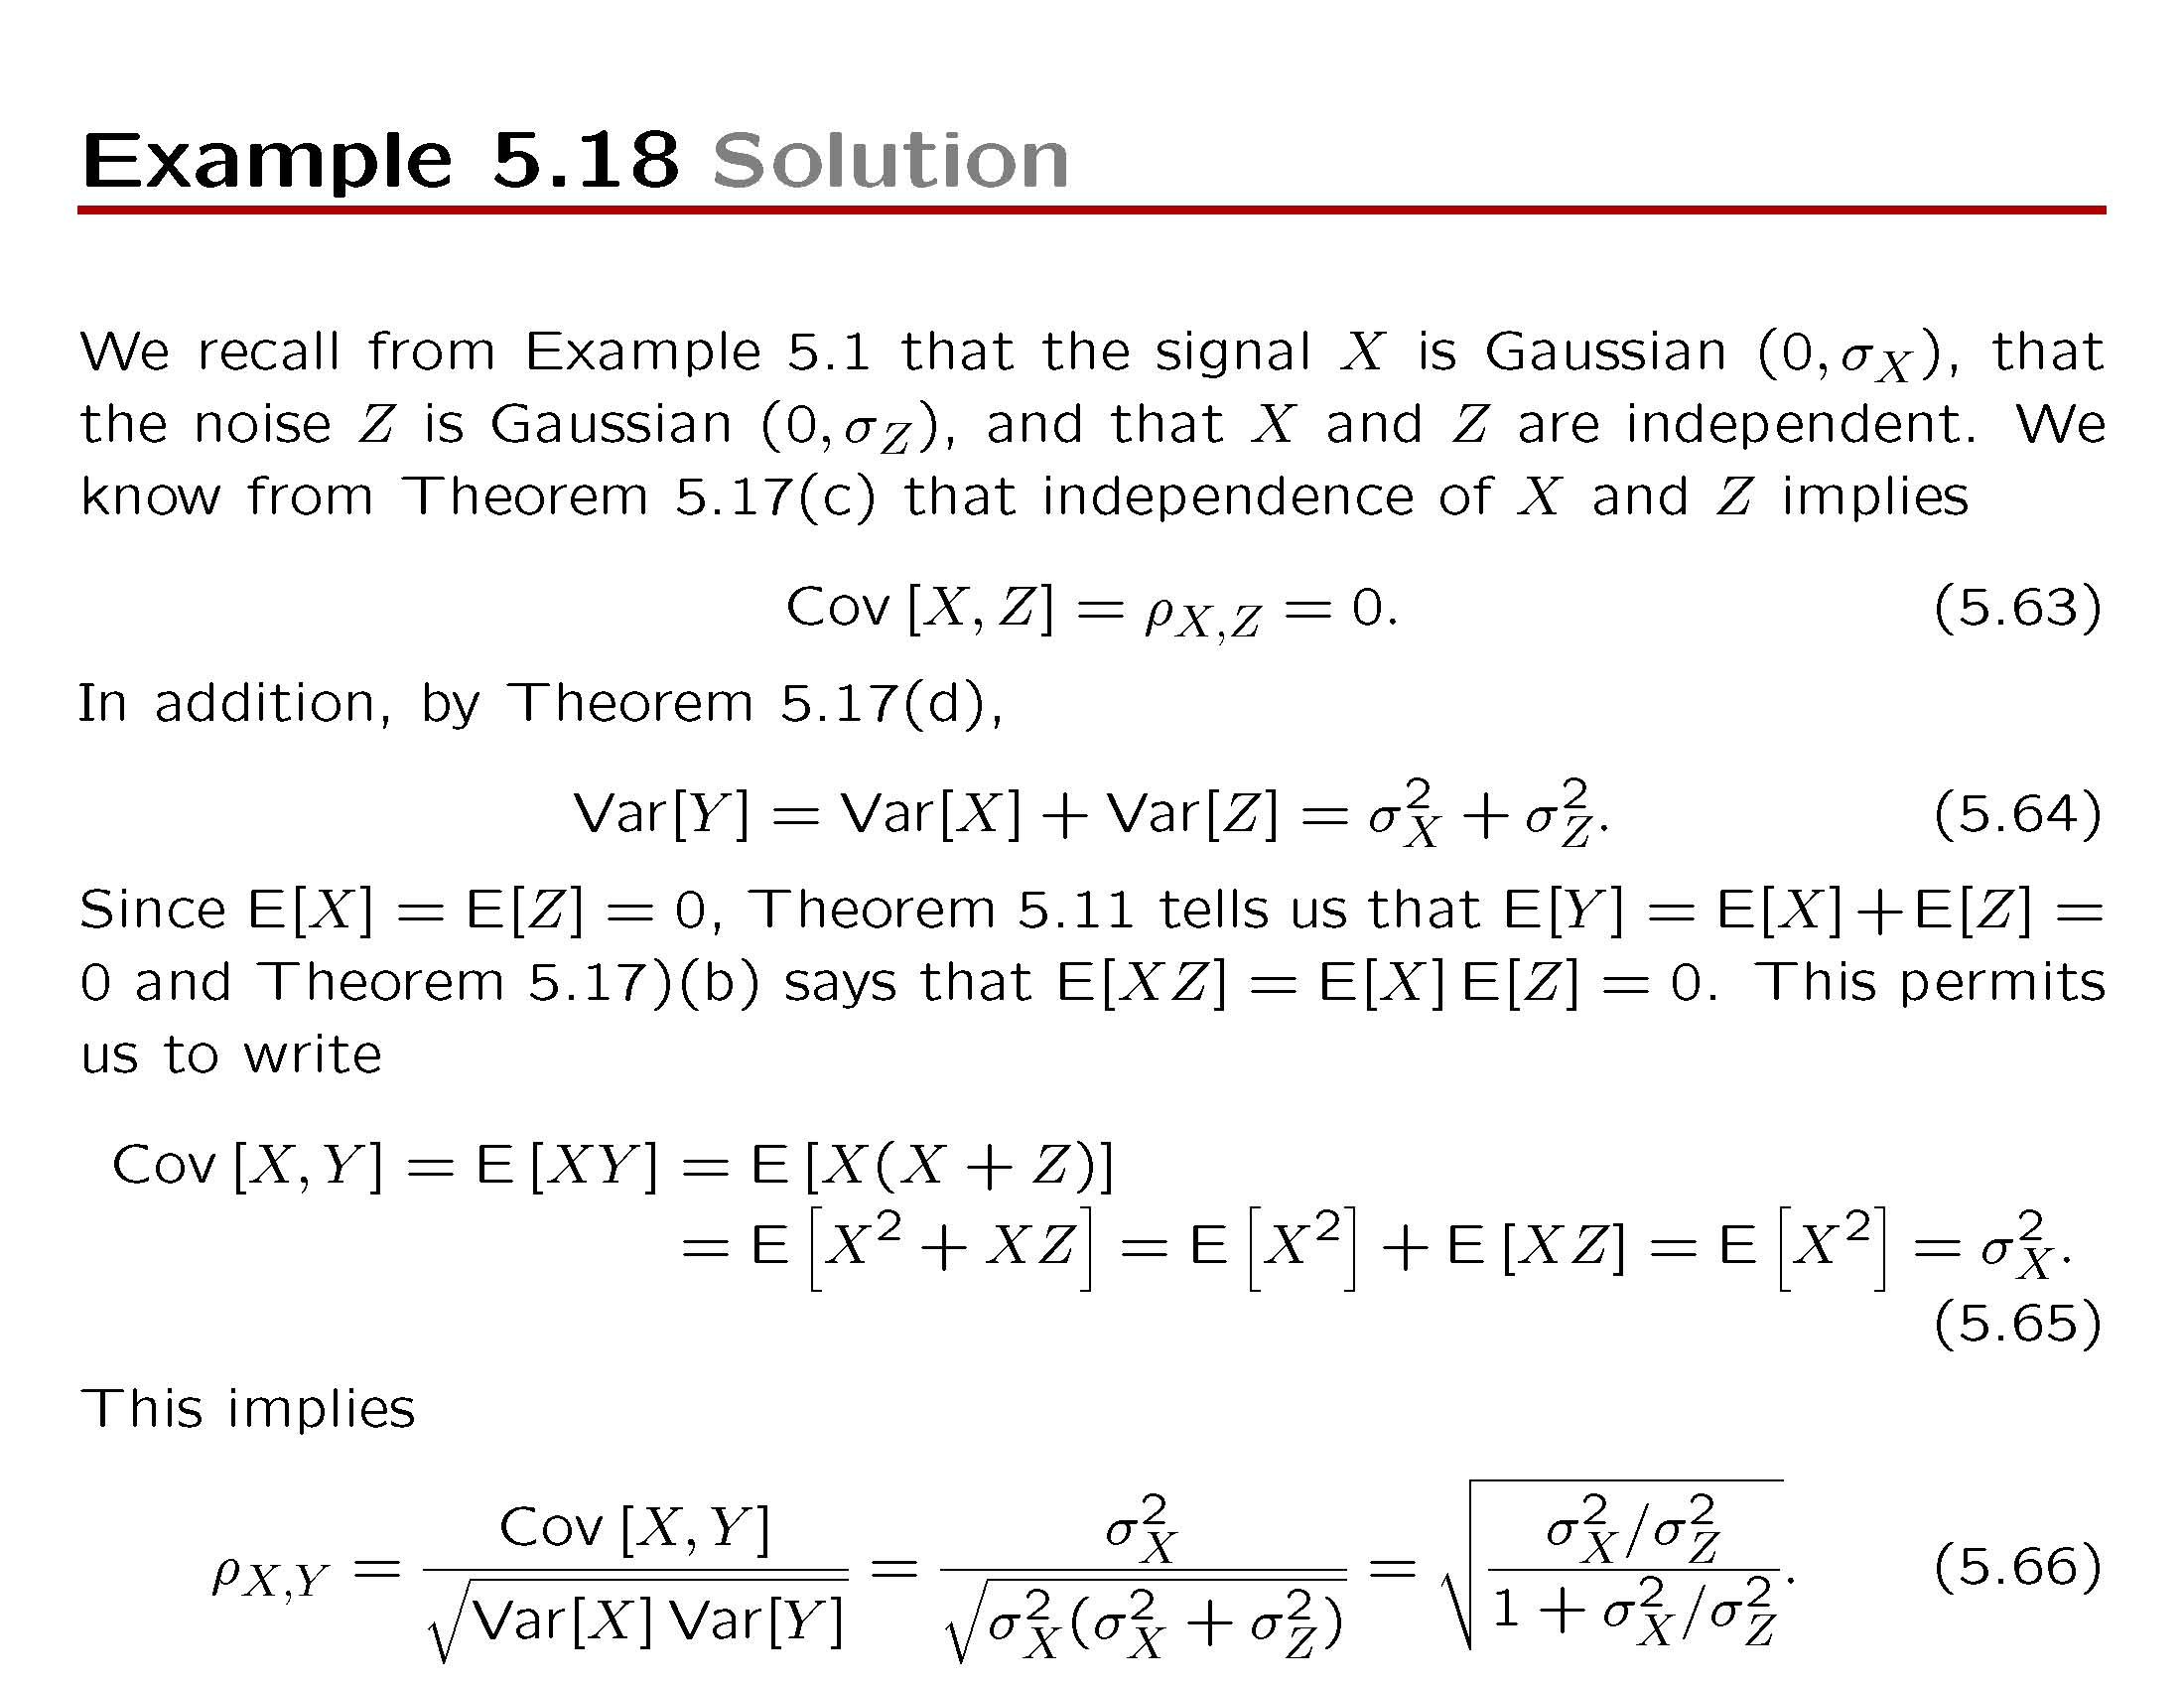 Example 5.18 Solution
We recall from Example 5.1 that the signal X is Gaussian (0, σ_X), that
the noise Z is Gaussian (0, σ_Z), and that X and Z are independent. We
know from Theorem 5.17(c) that independence of X and Z implies
Cov [X, Z] = ρ_{X,Z} = 0. (5.63)
In addition, by Theorem 5.17(d),
Var[Y] = Var[X] + Var[Z] = σ_X^2 + σ_Z^2. (5.64)
Since E[X] = E[Z] = 0, Theorem 5.11 tells us that E[Y] = E[X] + E[Z] =
0 and Theorem 5.17)(b) says that E[XZ] = E[X] E[Z] = 0. This permits
us to write
Cov [X, Y] = E [XY] = E [X(X + Z)]
= E [X^2 + XZ] = E [X^2] + E [XZ] = E [X^2] = σ_X^2.
(5.65)
This implies
ρ_{X,Y} = Cov [X, Y] / √(Var[X] Var[Y]) = σ_X^2 / √(σ_X^2(σ_X^2 + σ_Z^2)) = √((σ_X^2/σ_Z^2) / (1 + σ_X^2/σ_Z^2)). (5.66)